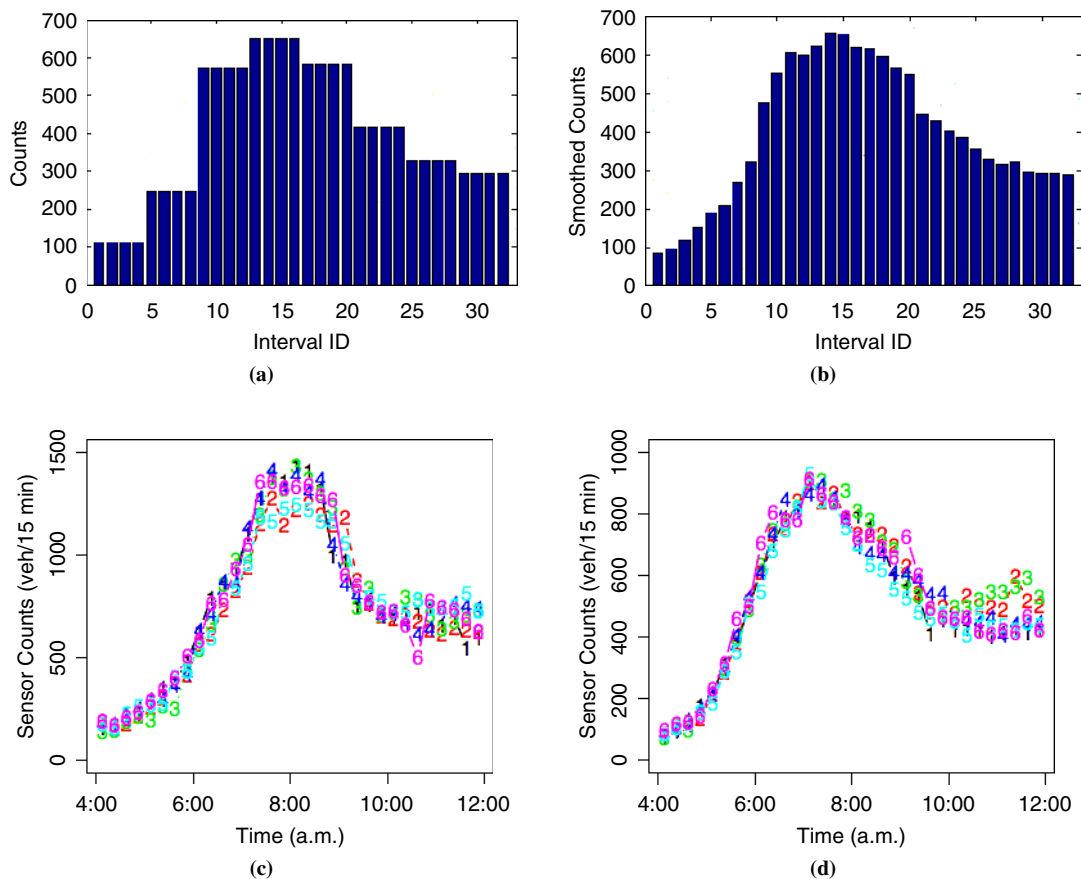 700
600
500
400
300
200
100
0
Counts
0 5 10 15 20 25 30
Interval ID
(a)
700
600
500
400
300
200
100
0
Smoothed Counts
0 5 10 15 20 25 30
Interval ID
(b)
1500
1000
500
0
Sensor Counts (veh/15 min)
4:00 6:00 8:00 10:00 12:00
Time (a.m.)
(c)
1000
800
600
400
200
0
Sensor Counts (veh/15 min)
4:00 6:00 8:00 10:00 12:00
Time (a.m.)
(d)